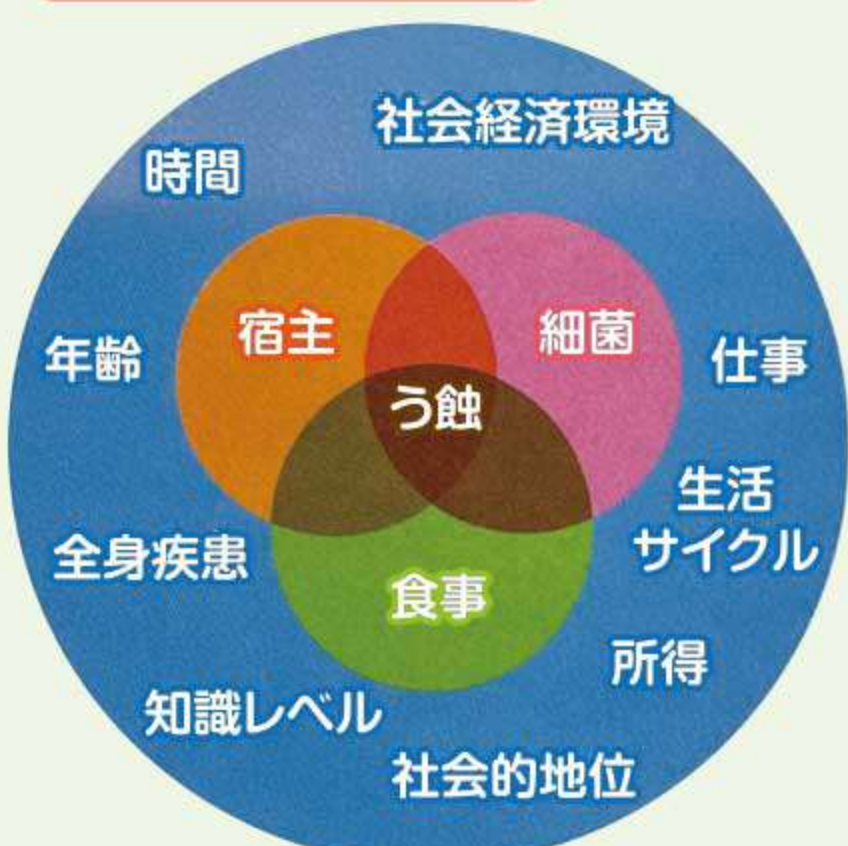 社会経済環境
時間
宿主
細菌
年齢
仕事
う蝕
生活
サイクル
全身疾患
食事
所得
知識レベル
社会的地位